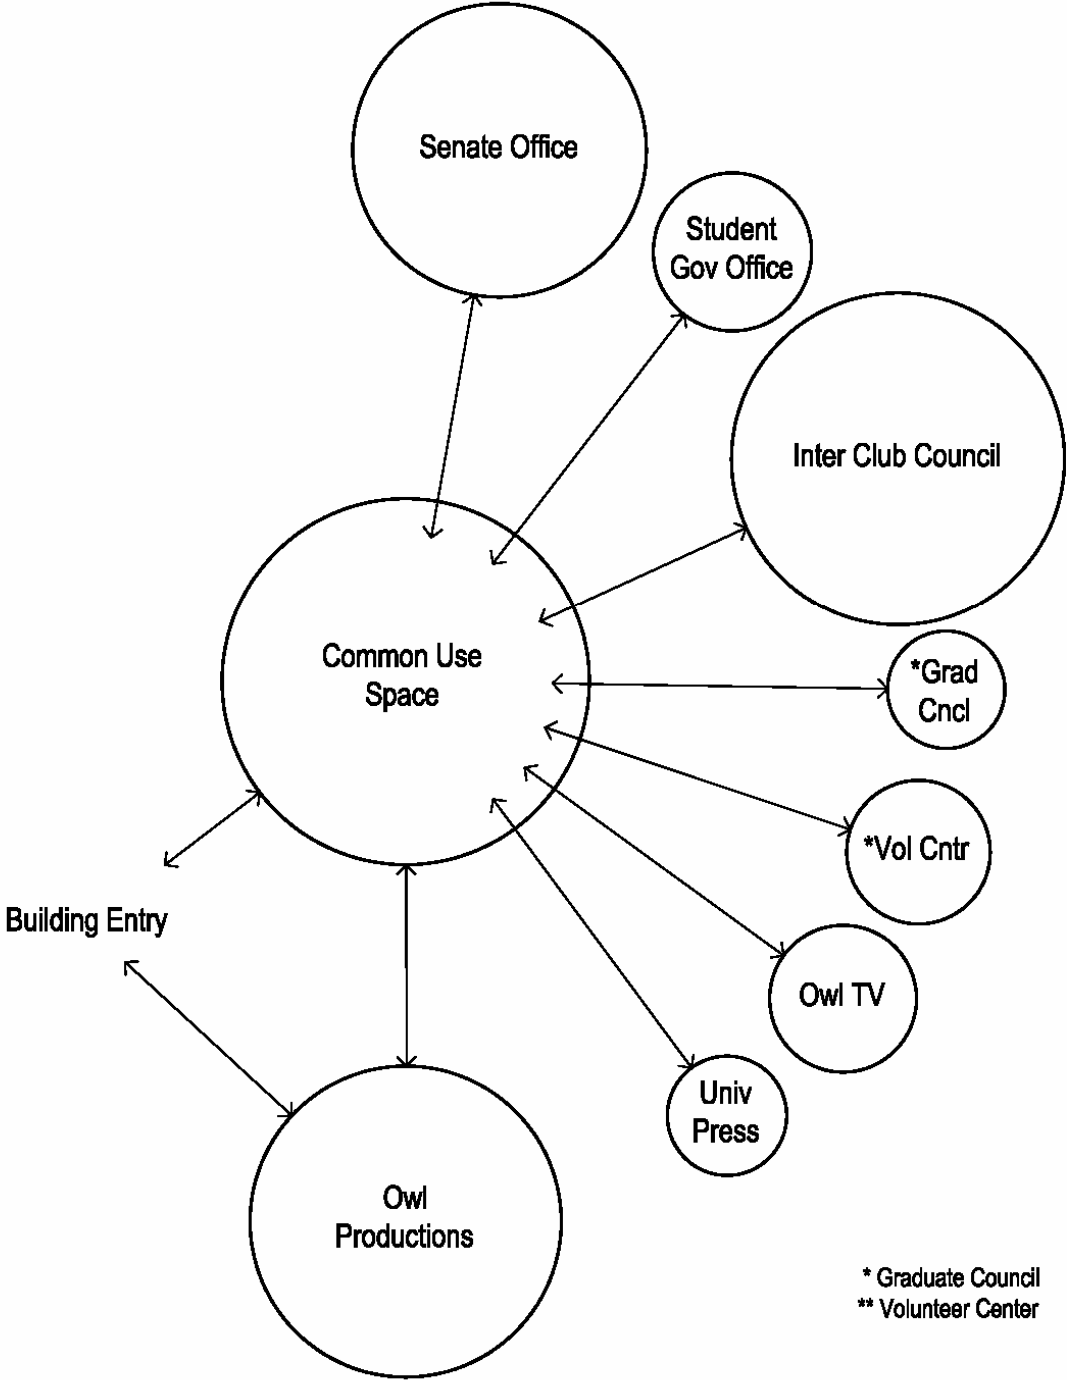 Senate Office
Student
Gov Office
Inter Club Council
Common Use
Space
*Grad
Cncl
*Vol Cntr
Building Entry
Owl TV
Univ
Press
Owl
Productions
* Graduate Council
** Volunteer Center